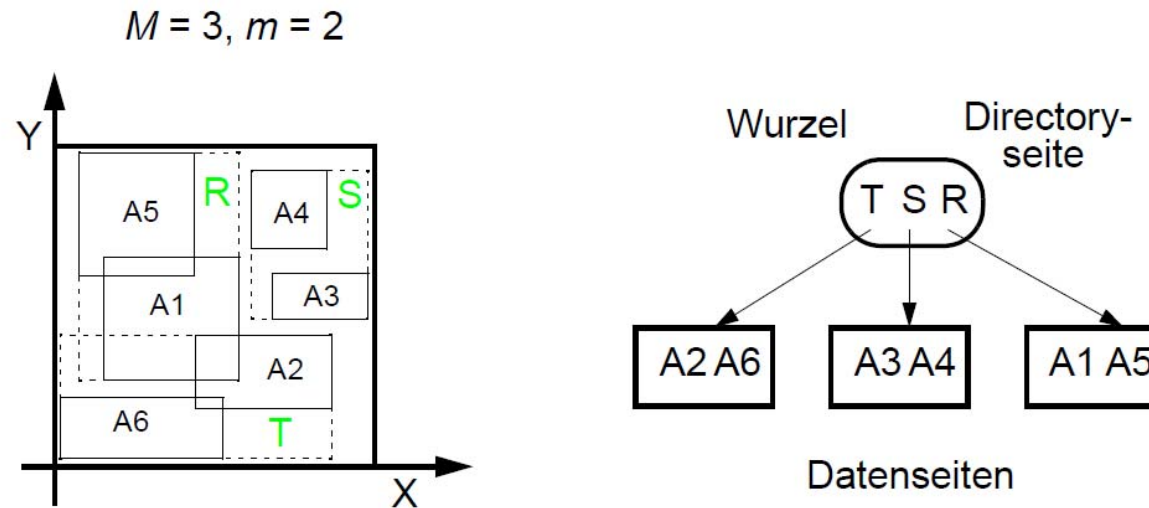 M = 3, m = 2
Y
A5
R
A4
S
A1
A3
A2
A6
T
X
Wurzel
Directory-
seite
T S R
A2 A6
A3 A4
A1 A5
Datenseiten